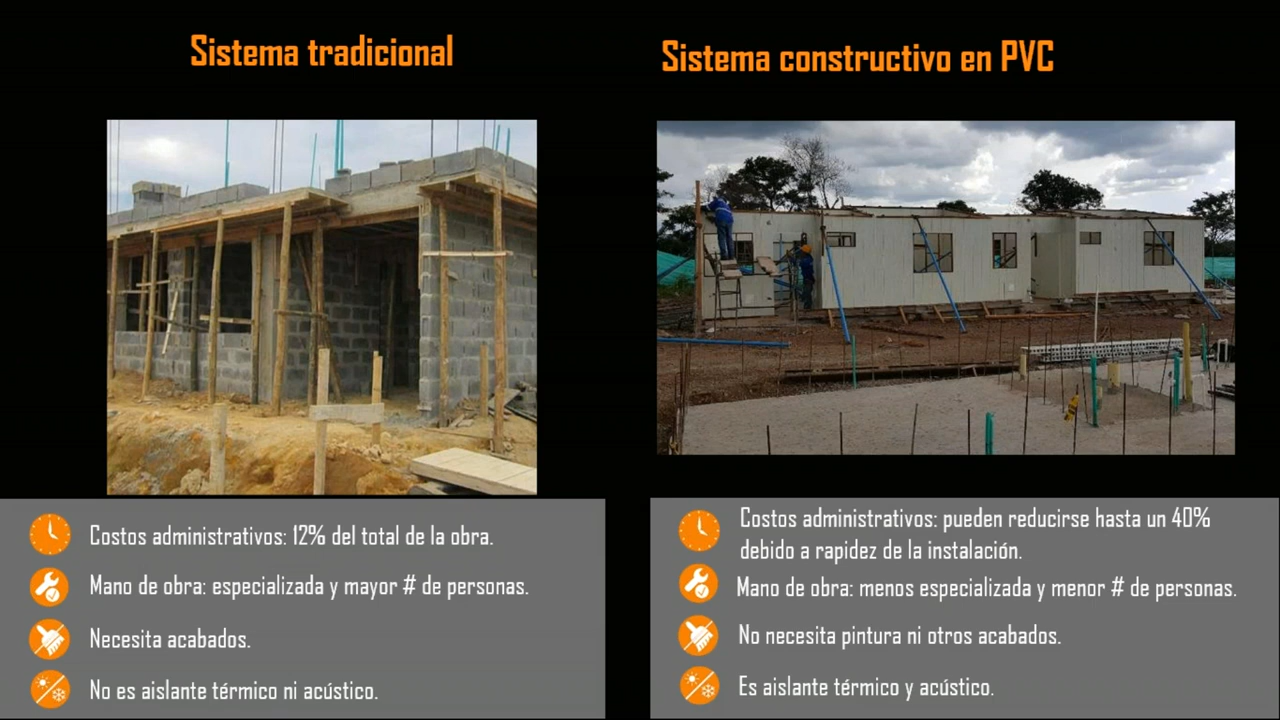 Sistema tradicional
Costos administrativos: 12% del total de la obra.
Mano de obra: especializada y mayor # de personas.
Necesita acabados.
No es aislante térmico ni acústico.
Sistema constructivo en PVC
Costos administrativos: pueden reducirse hasta un 40%
debido a rapidez de la instalación.
Mano de obra: menos especializada y menor # de personas.
No necesita pintura ni otros acabados.
Es aislante térmico y acústico.